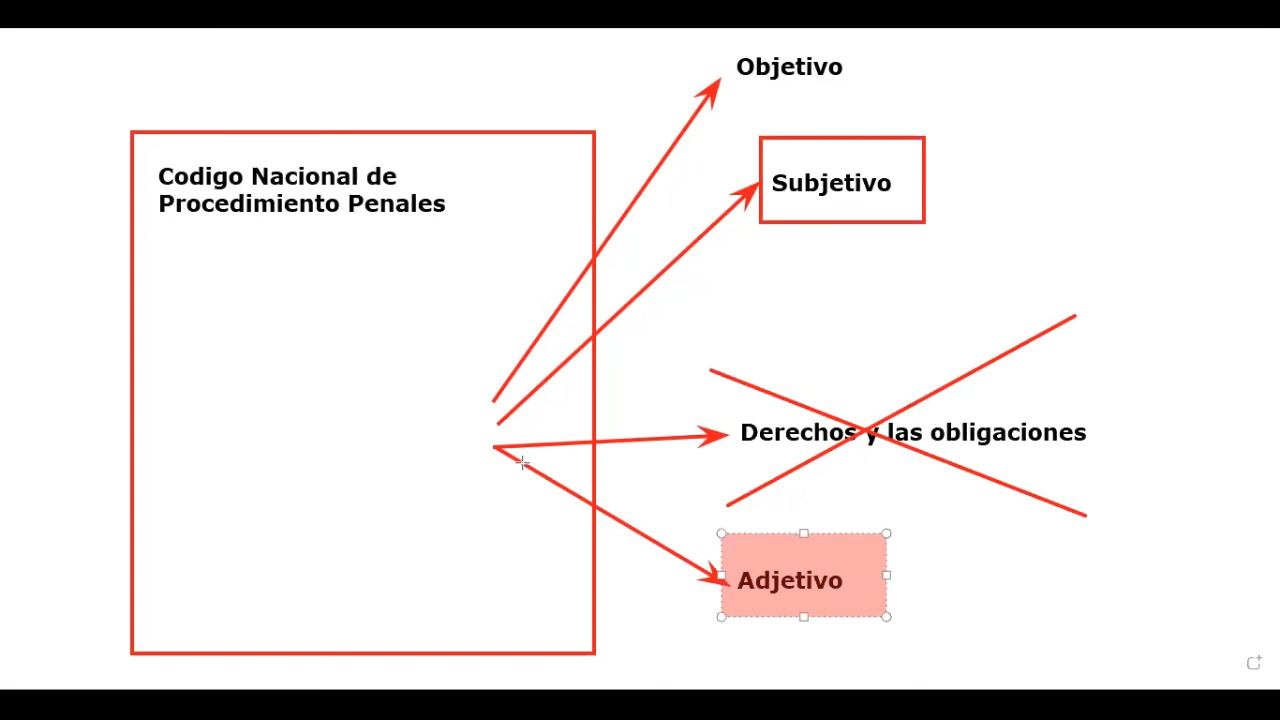 Objetivo
Codigo Nacional de
Procedimiento Penales
Subjetivo
Derechos y las obligaciones
Adjetivo